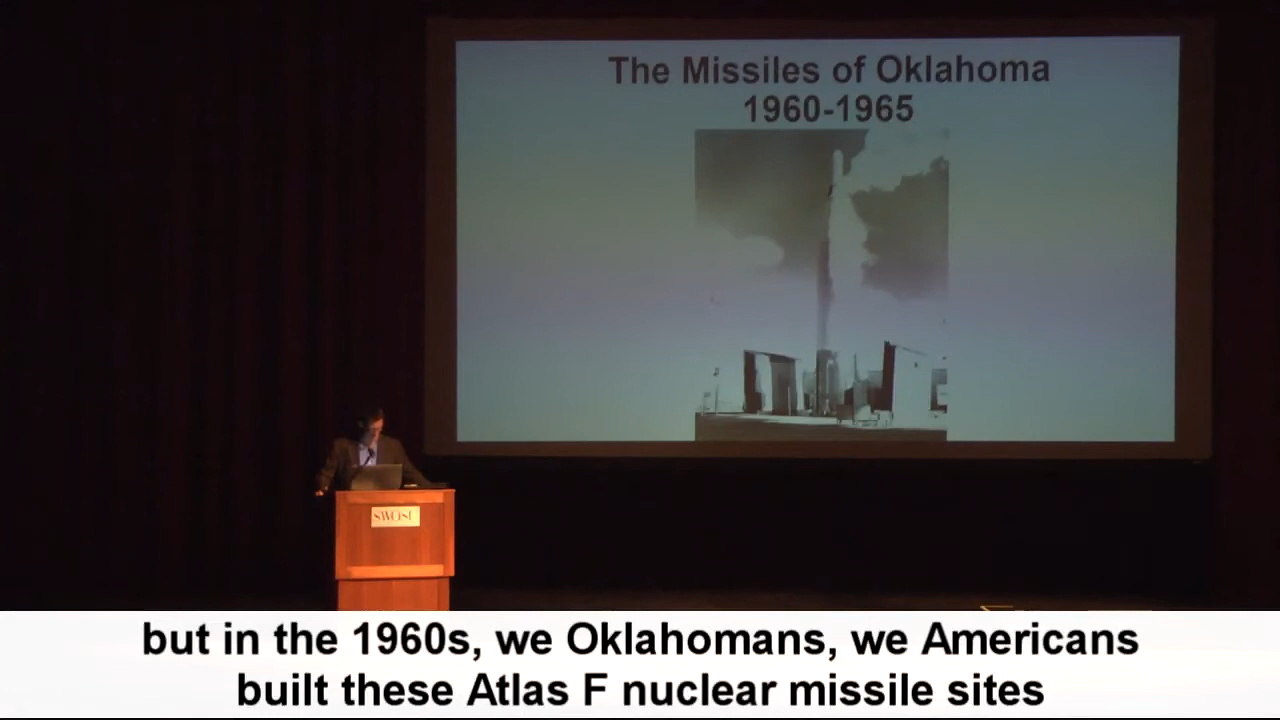 The Missiles of Oklahoma
1960-1965
SWOSU
but in the 1960s, we Oklahomans, we Americans
built these Atlas F nuclear missile sites